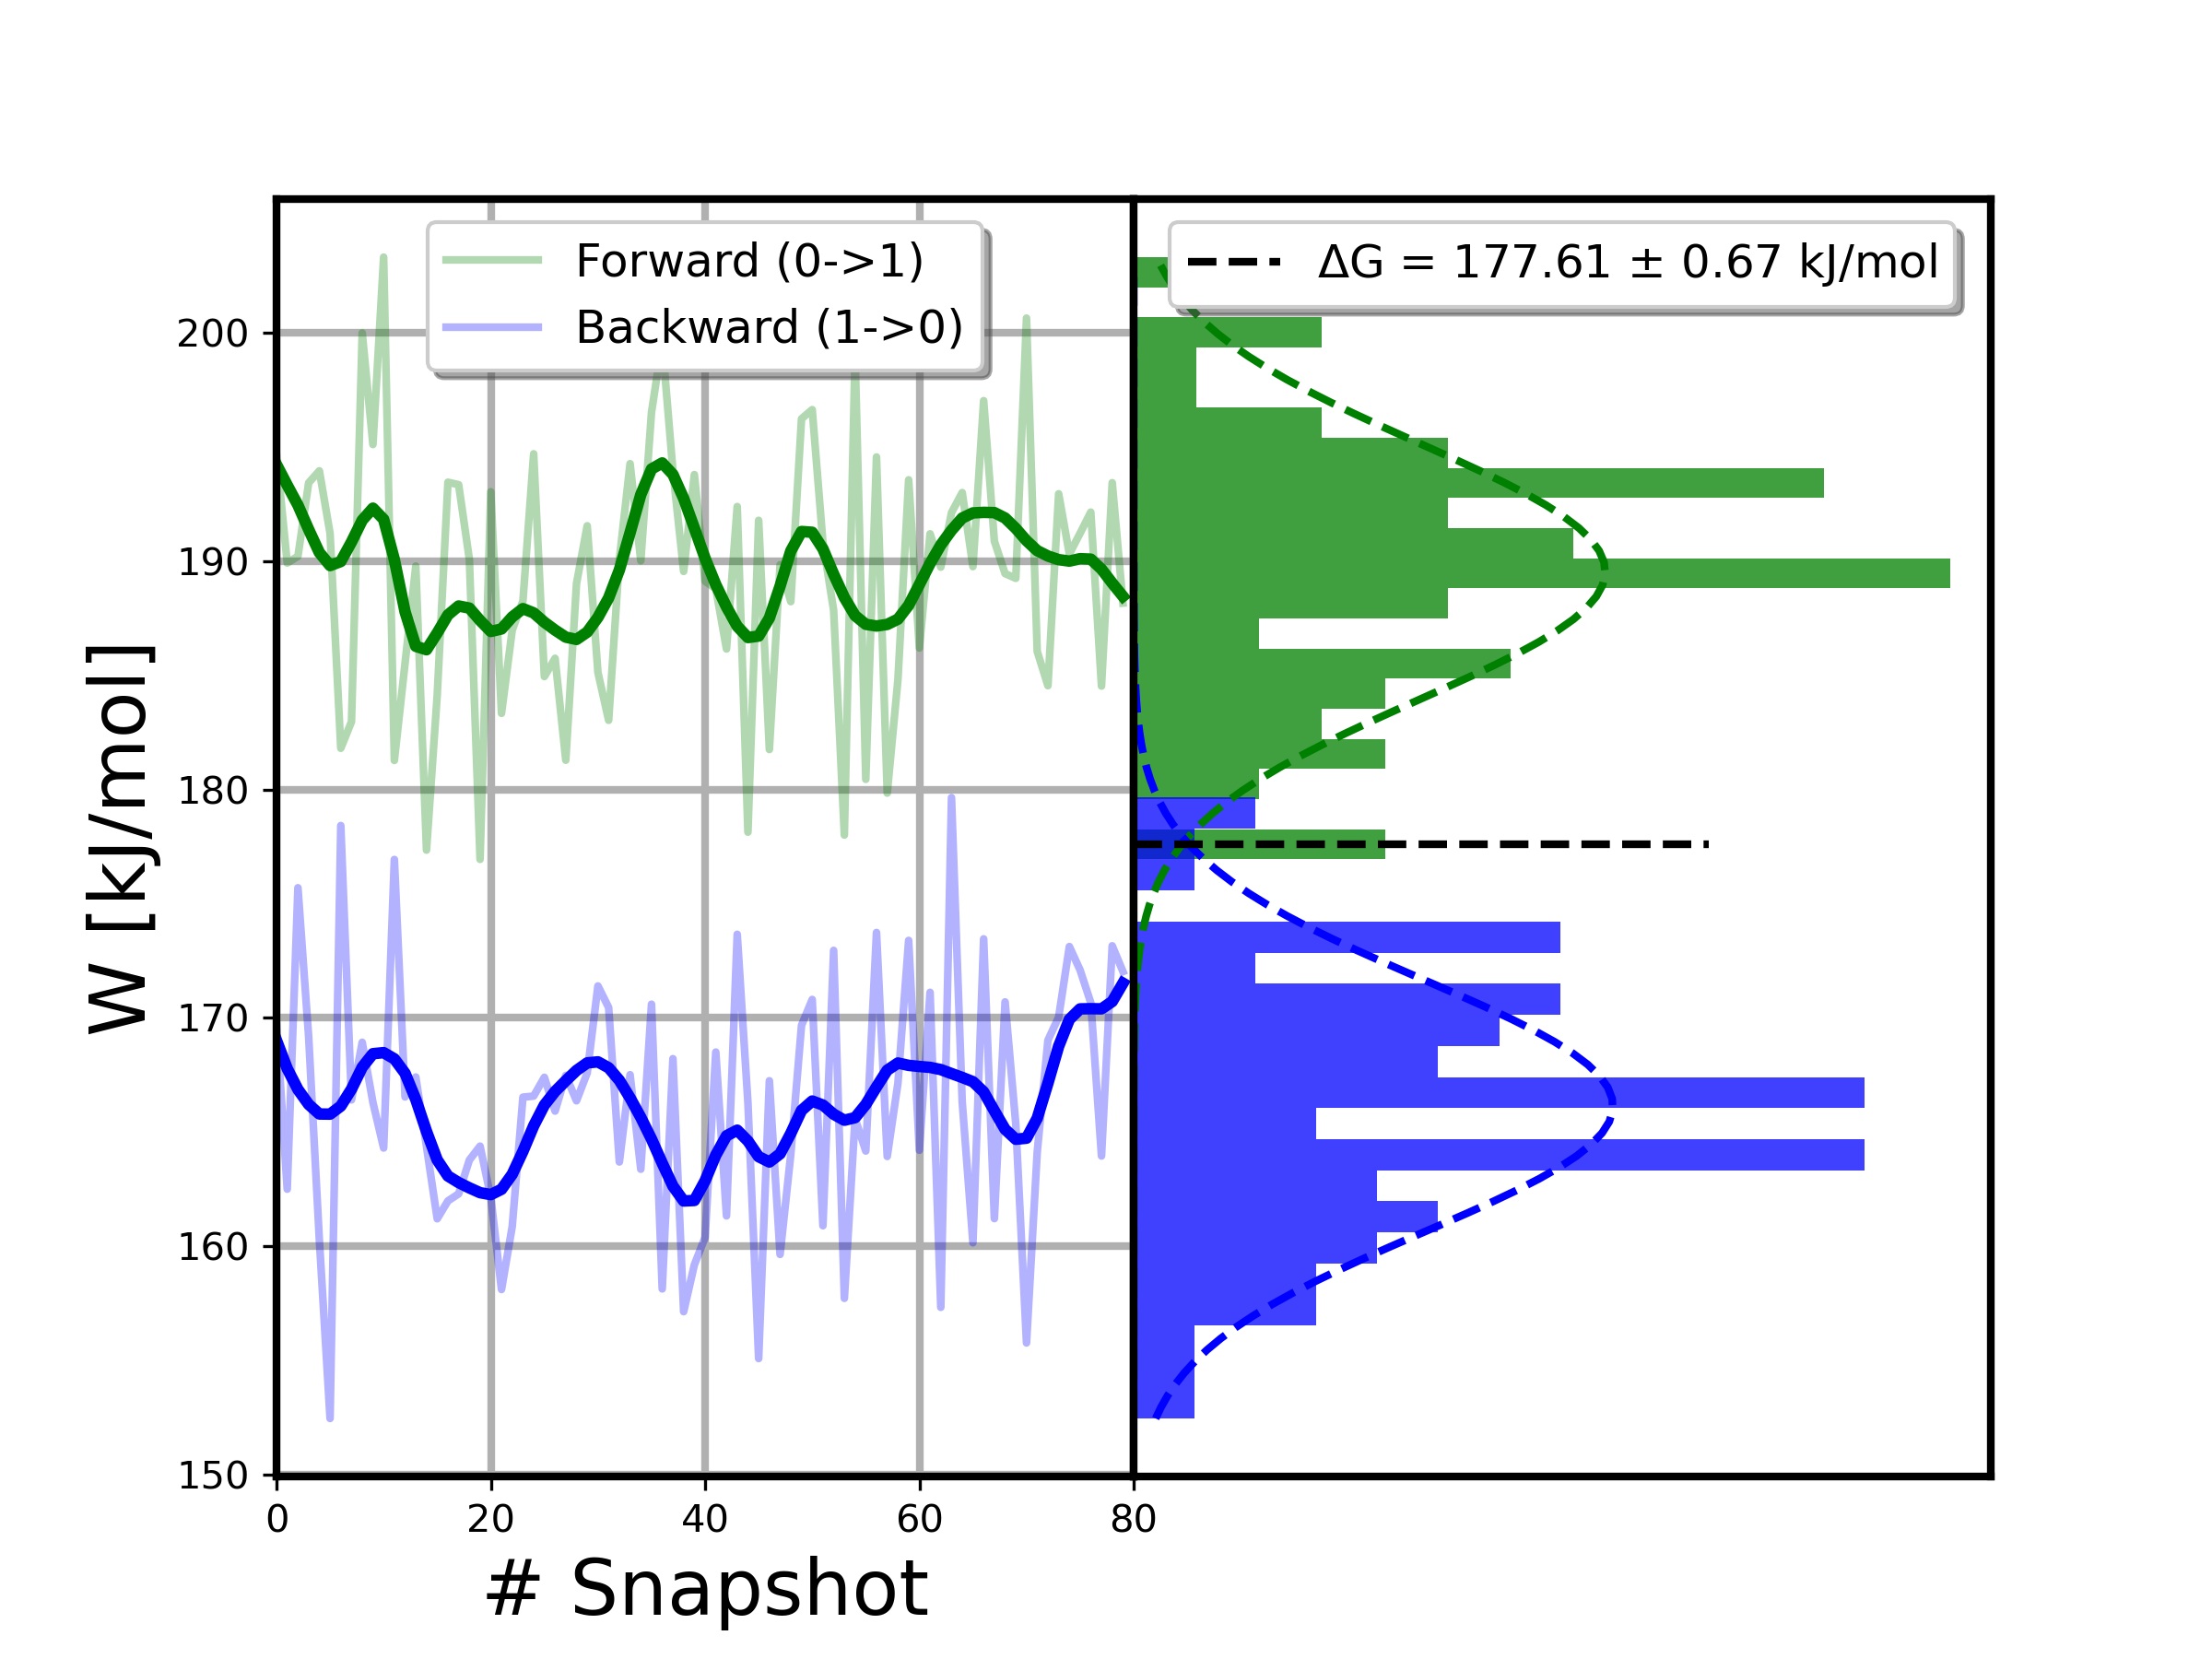 Forward (0->1)
Backward (1->0)
ΔG = 177.61 ± 0.67 kJ/mol
200
190
180
170
160
150
W [kJ/mol]
0 20 40 60 80
# Snapshot